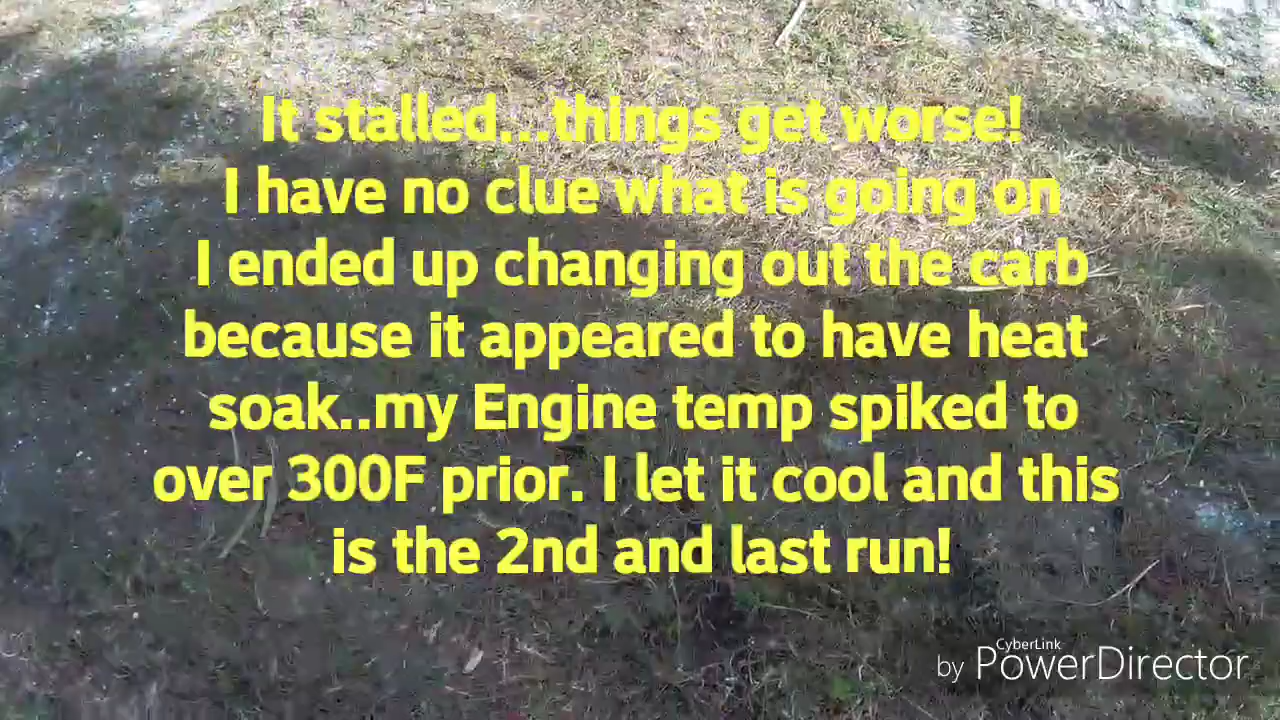 It stalled...things get worse!
I have no clue what is going on
I ended up changing out the carb
because it appeared to have heat
soak..my Engine temp spiked to
over 300F prior. I let it cool and this
is the 2nd and last run!
CyberLink
by PowerDirector